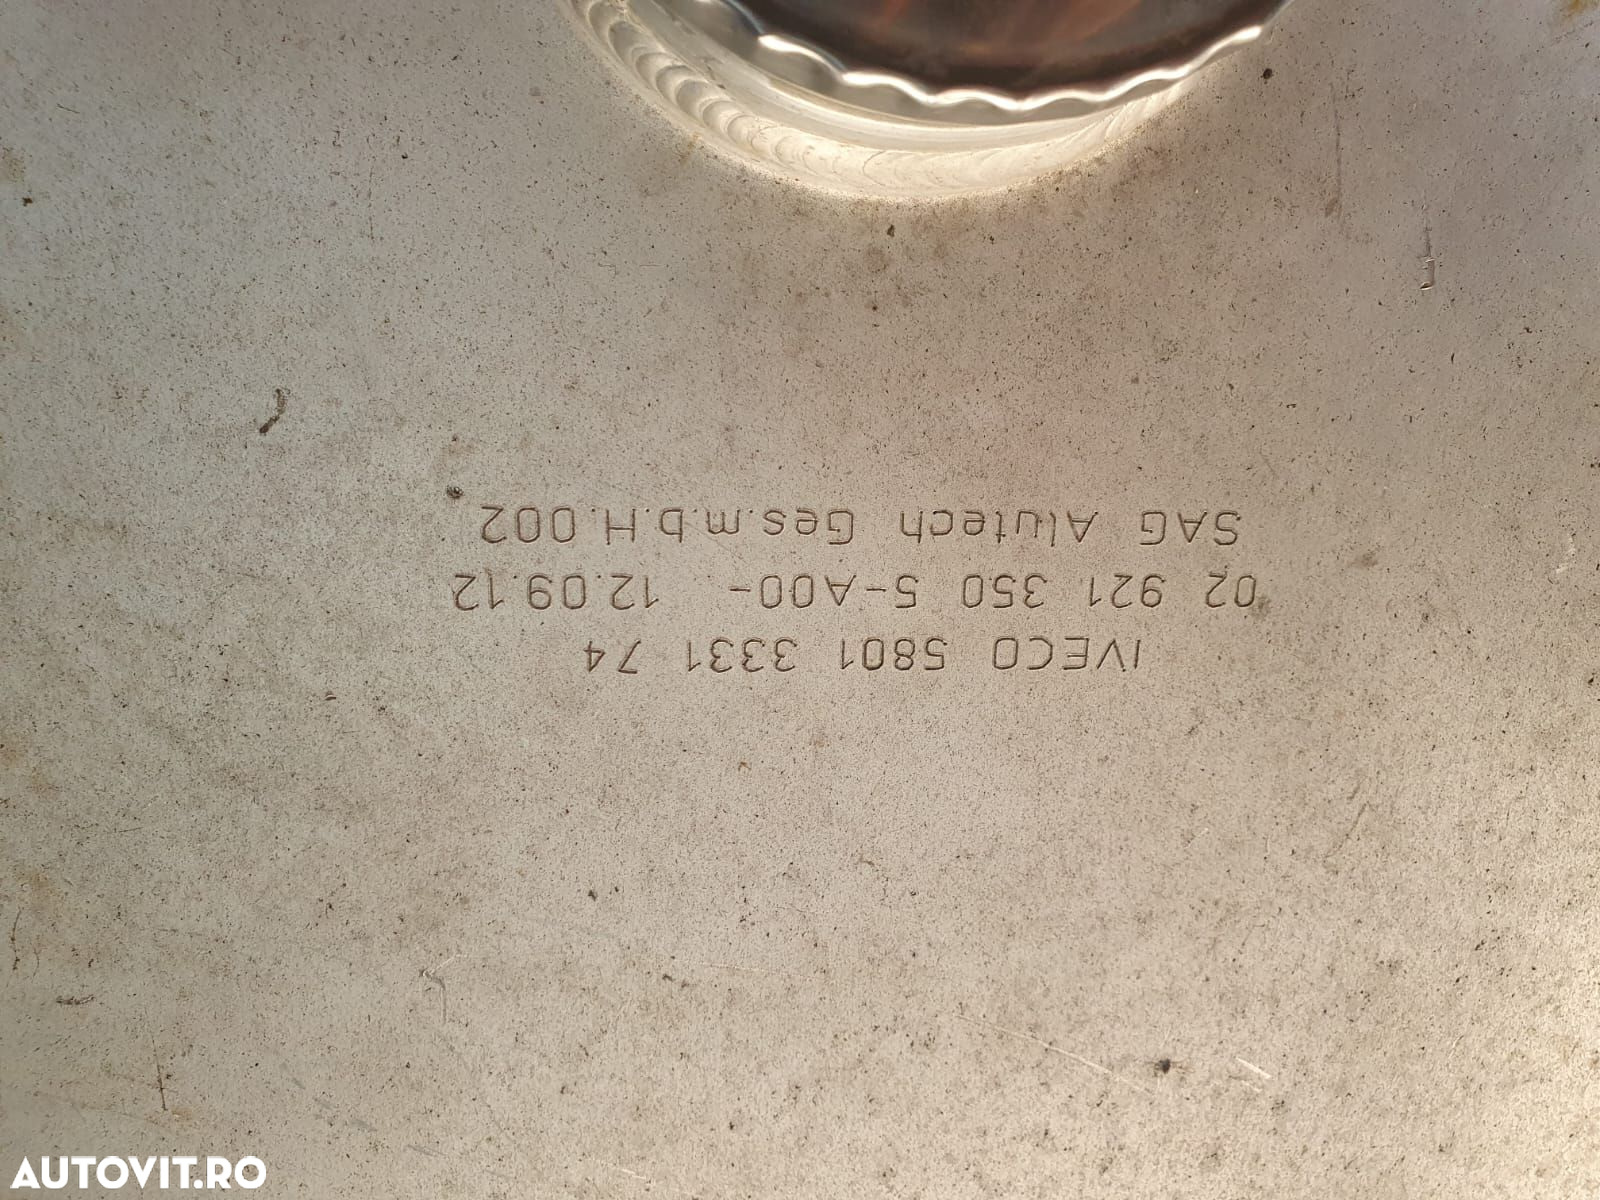 IVECO 5801 3331 74
02 921 350 5-A00- 12.09.12
SAG Alutech Ges.m.b.H.002
AUTOVIT.RO